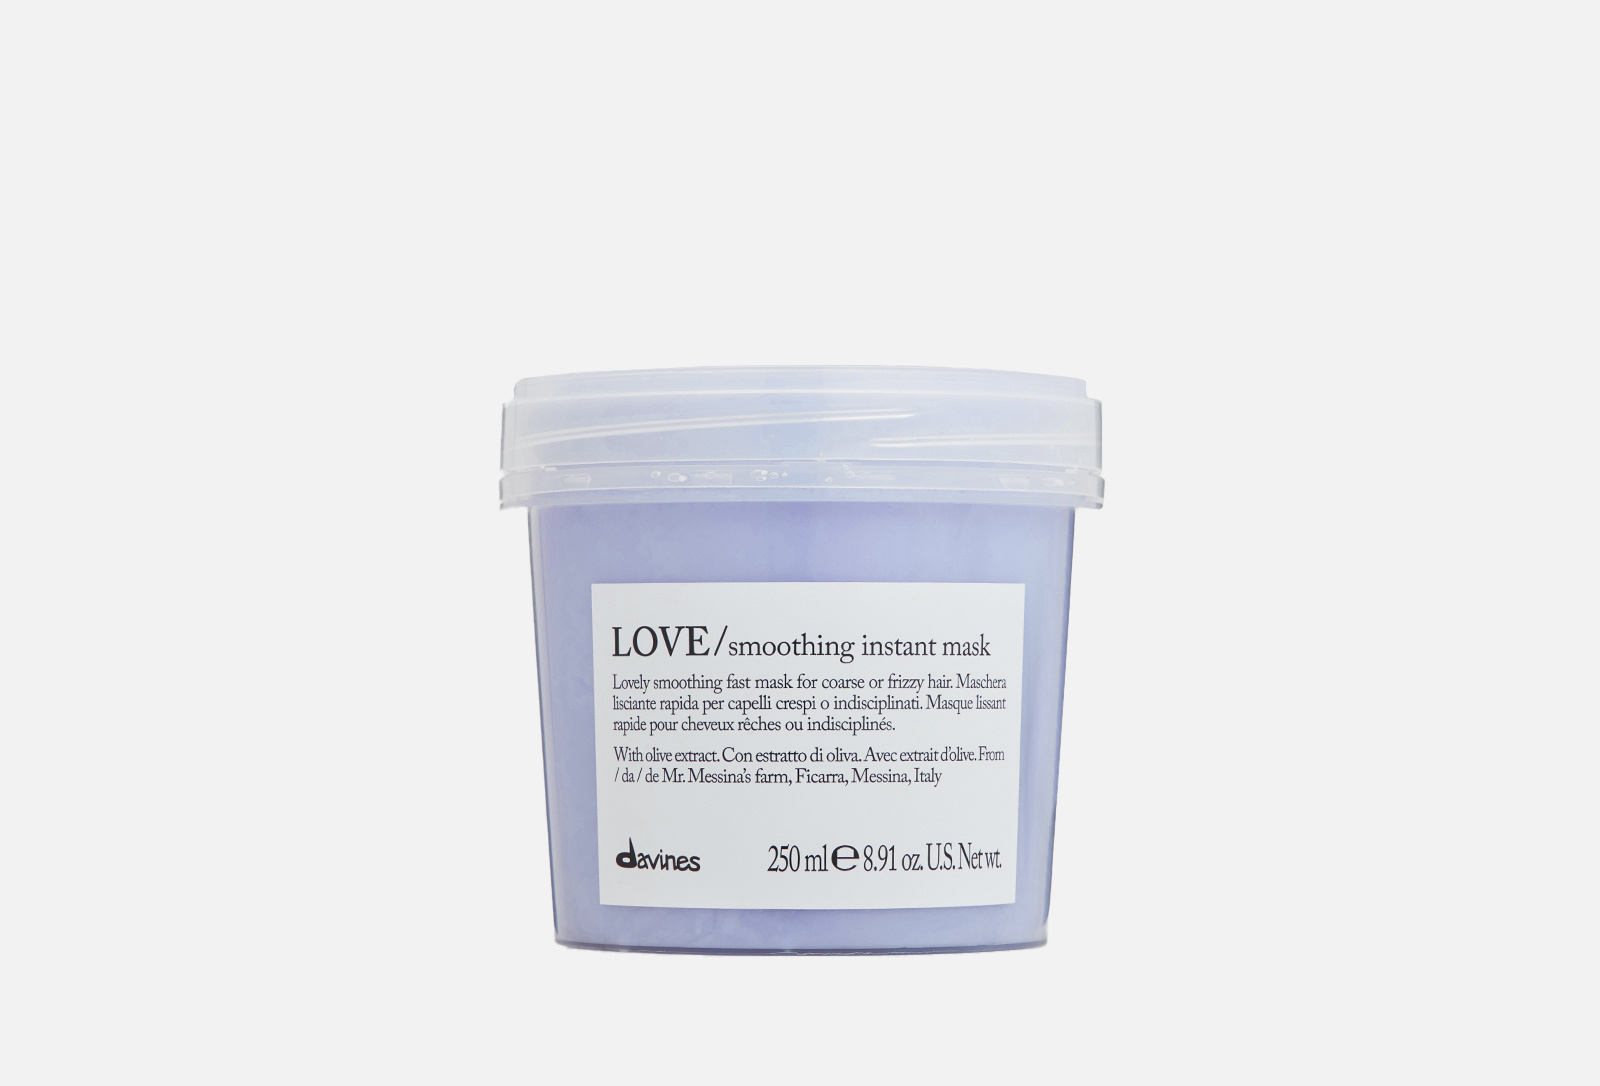 LOVE/smoothing instant mask
Lovely smoothing fast mask for coarse or frizzy hair. Maschera
lisciante rapida per capelli crespi o indisciplinati. Masque lissant
rapide pour cheveux rêches ou indisciplinés.
With olive extract. Con estratto di oliva. Avec extrait d'olive. From
/ da / de Mr. Messina's farm, Ficarra, Messina, Italy
davines
250 ml ℮ 8.91 oz. U.S. Net wt.